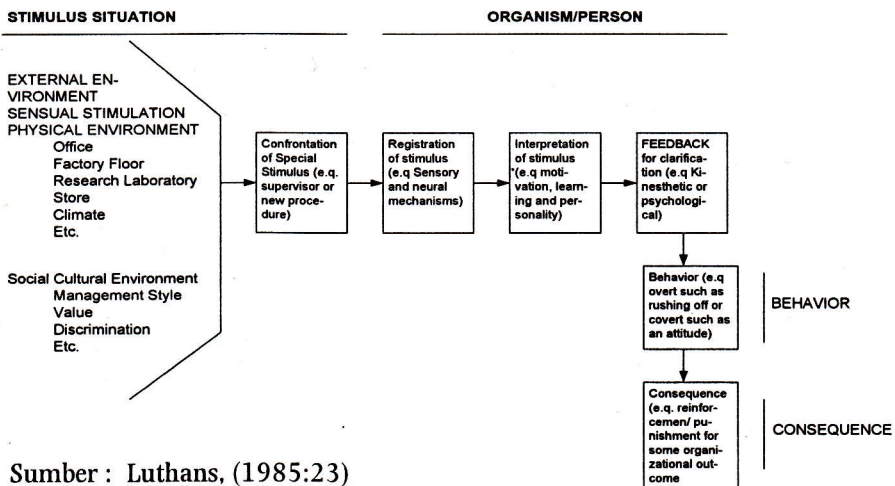 STIMULUS SITUATION
ORGANISM/PERSON
EXTERNAL EN-
VIRONMENT
SENSUAL STIMULATION
PHYSICAL ENVIRONMENT
Office
Factory Floor
Research Laboratory
Store
Climate
Etc.
Social Cultural Environment
Management Style
Value
Discrimination
Etc.
Confrontation
of Special
Stimulus (e.q.
supervisor or
new proce-
dure)
Registration
of stimulus
(e.q Sensory
and neural
mechanisms)
Interpretation
of stimulus
(e.q moti-
vation, learn-
ing and per-
sonality)
FEEDBACK
for clarifica-
tion (e.q Ki-
nesthetic or
psychologi-
cal)
Behavior (e.q
overt such as
rushing off or
covert such as
an attitude)
BEHAVIOR
Consequence
(e.q. reinfor-
cemen/ pu-
nishment for
some organi-
zational out-
come
CONSEQUENCE
Sumber : Luthans, (1985:23)